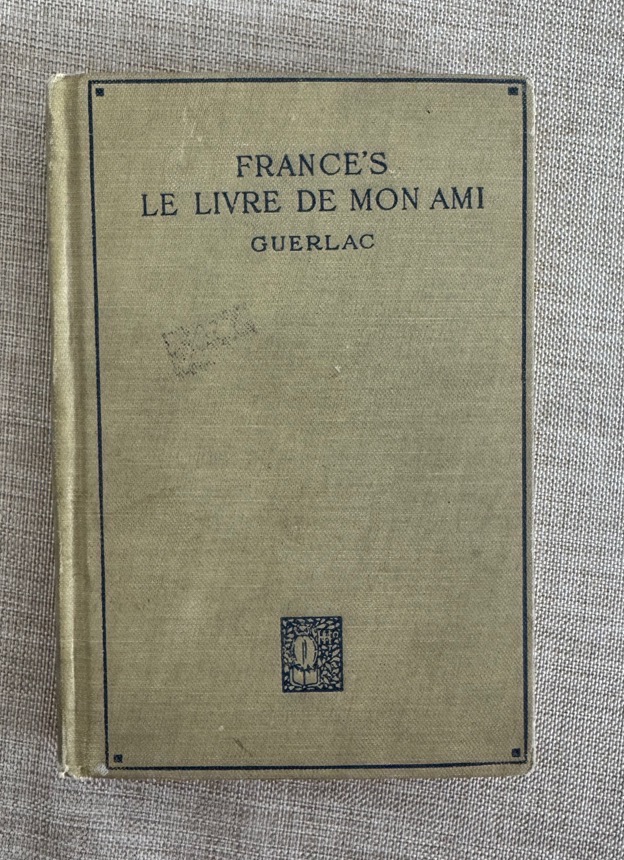 FRANCE'S
LE LIVRE DE MON AMI
GUERLAC